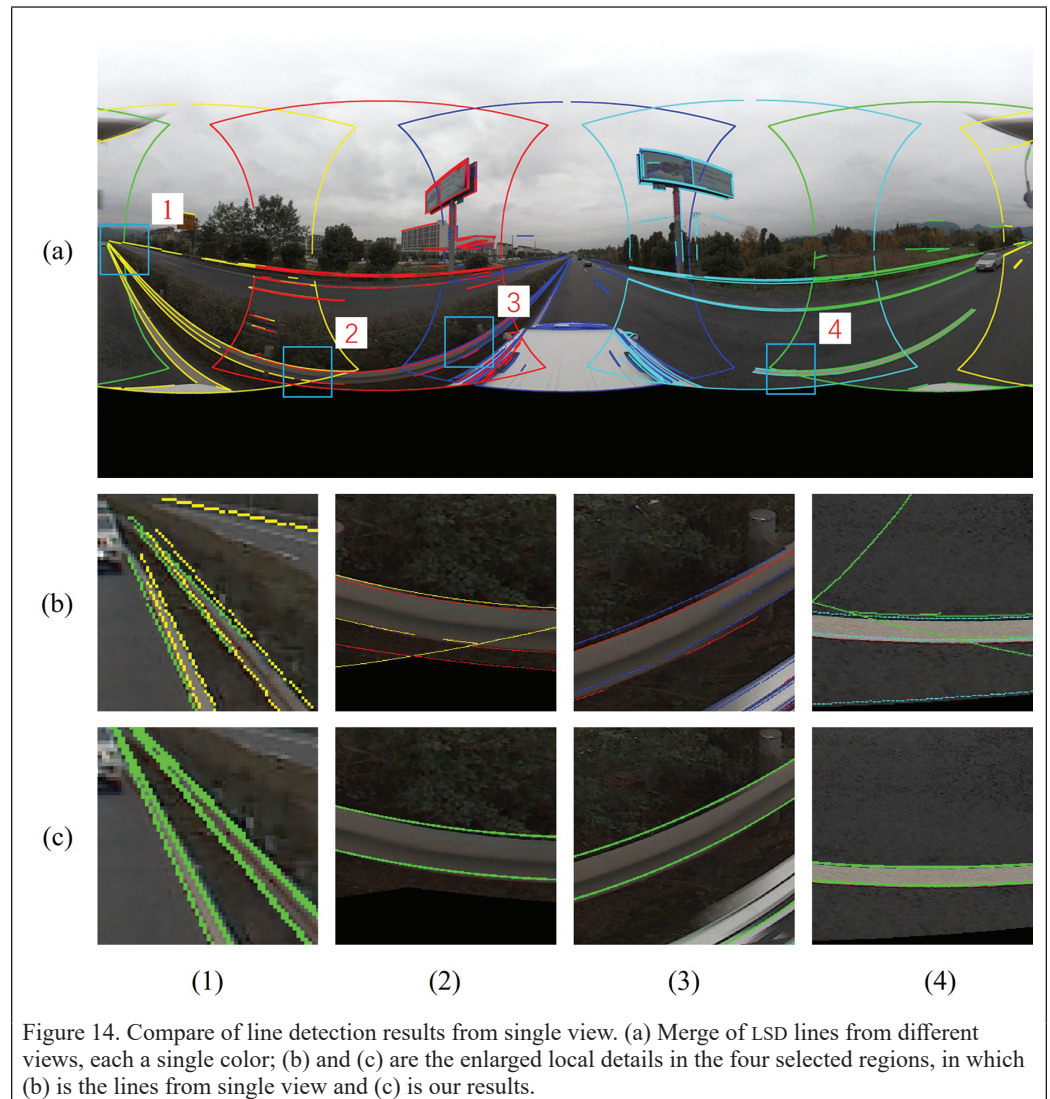 1
2
3
4
(a)
(b)
(c)
(1) (2) (3) (4)
Figure 14. Compare of line detection results from single view. (a) Merge of LSD lines from different
views, each a single color; (b) and (c) are the enlarged local details in the four selected regions, in which
(b) is the lines from single view and (c) is our results.